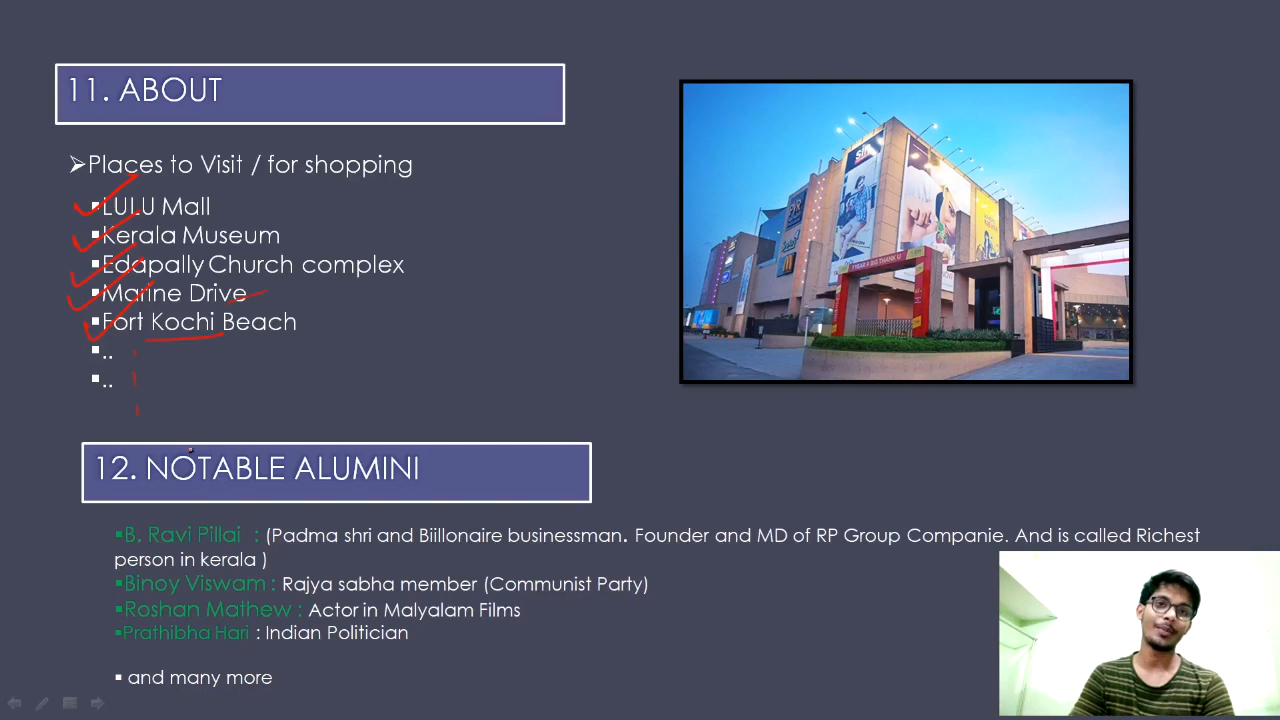 11. ABOUT
➢Places to Visit / for shopping
▪LULU Mall
▪Kerala Museum
▪Edapally Church complex
▪Marine Drive
▪Fort Kochi Beach
▪..
▪..
12. NOTABLE ALUMINI
▪B. Ravi Pillai : (Padma shri and Biillonaire businessman. Founder and MD of RP Group Companie. And is called Richest
person in kerala )
▪Binoy Viswam : Rajya sabha member (Communist Party)
▪Roshan Mathew : Actor in Malyalam Films
▪Prathibha Hari : Indian Politician
▪ and many more